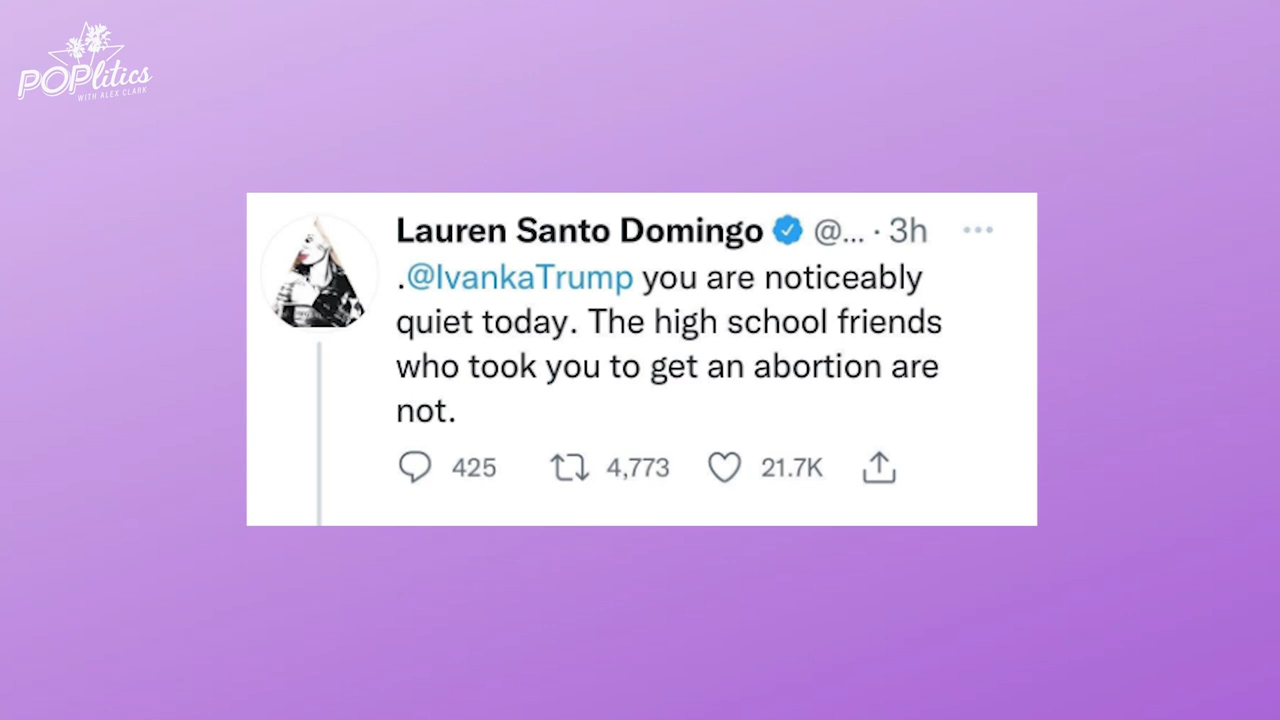 POPlitics
WITH ALEX CLARK
Lauren Santo Domingo @... · 3h ...
.@IvankaTrump you are noticeably
quiet today. The high school friends
who took you to get an abortion are
not.
425 4,773 21.7K